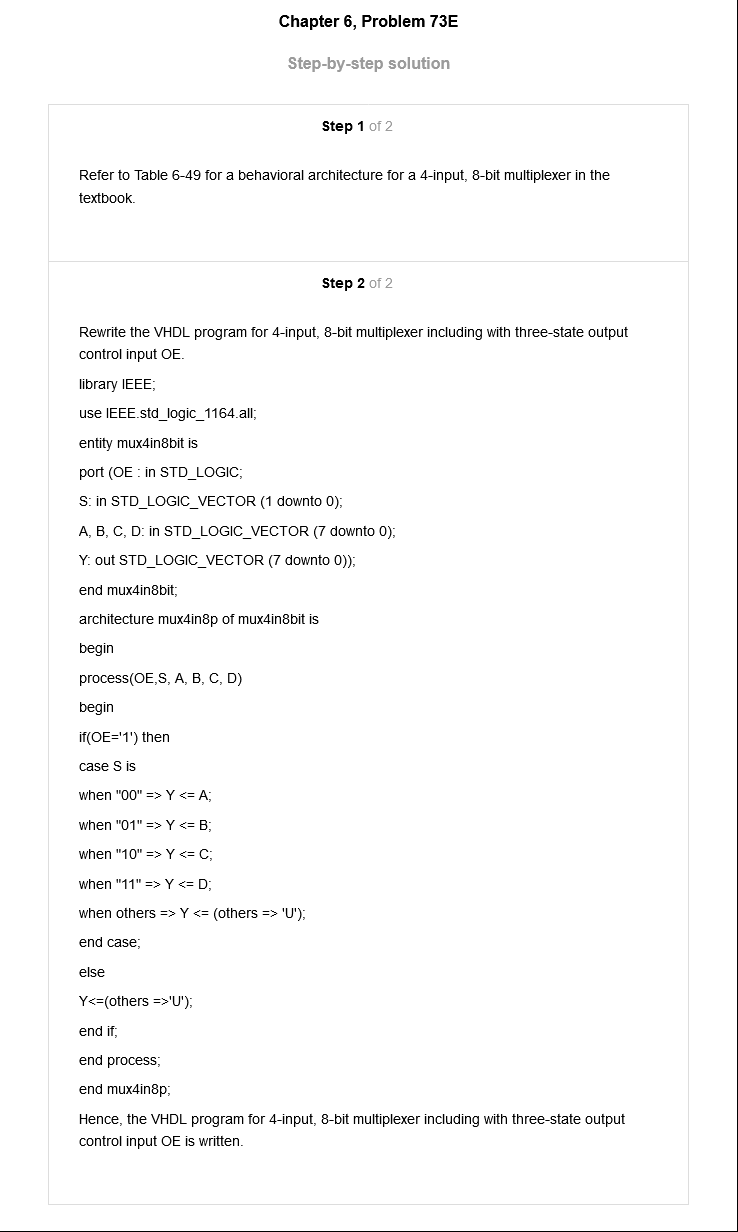 Chapter 6, Problem 73E
Step-by-step solution
Step 1 of 2
Refer to Table 6-49 for a behavioral architecture for a 4-input, 8-bit multiplexer in the
textbook.
Step 2 of 2
Rewrite the VHDL program for 4-input, 8-bit multiplexer including with three-state output
control input OE.
library IEEE;
use IEEE.std_logic_1164.all;
entity mux4in8bit is
port (OE : in STD_LOGIC;
S: in STD_LOGIC_VECTOR (1 downto 0);
A, B, C, D: in STD_LOGIC_VECTOR (7 downto 0);
Y: out STD_LOGIC_VECTOR (7 downto 0));
end mux4in8bit;
architecture mux4in8p of mux4in8bit is
begin
process(OE,S, A, B, C, D)
begin
if(OE='1') then
case S is
when "00" => Y <= A;
when "01" => Y <= B;
when "10" => Y <= C;
when "11" => Y <= D;
when others => Y <= (others => 'U');
end case;
else
Y<=(others =>'U');
end if;
end process;
end mux4in8p;
Hence, the VHDL program for 4-input, 8-bit multiplexer including with three-state output
control input OE is written.